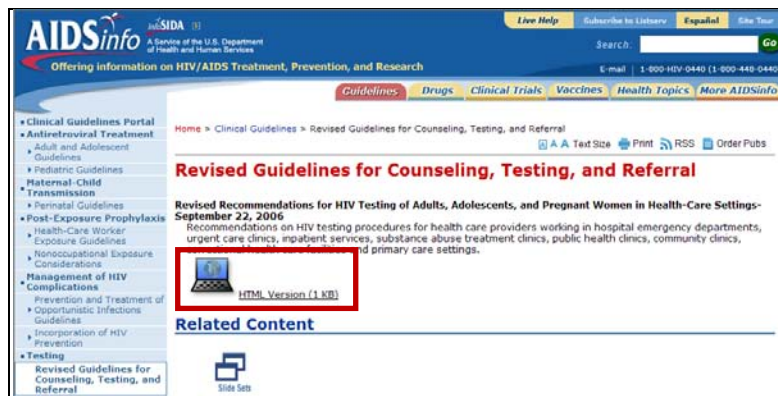 AIDSinfo infoSIDA
A Service of the U.S. Department
of Health and Human Services
Offering information on HIV/AIDS Treatment, Prevention, and Research
Live Help Subscribe to Listserv Español Site Tour
Search: Go
E-mail | 1-800-HIV-0440 (1-800-448-0440
Guidelines Drugs Clinical Trials Vaccines Health Topics More AIDSinfo
Clinical Guidelines Portal
Antiretroviral Treatment
Adult and Adolescent
Guidelines
Pediatric Guidelines
Maternal-Child
Transmission
Perinatal Guidelines
Post-Exposure Prophylaxis
Health-Care Worker
Exposure Guidelines
Nonoccupational Exposure
Considerations
Management of HIV
Complications
Prevention and Treatment of
Opportunistic Infections
Guidelines
Incorporation of HIV
Prevention
Testing
Revised Guidelines for
Counseling, Testing, and
Referral
Home > Clinical Guidelines > Revised Guidelines for Counseling, Testing, and Referral
A A A Text Size Print RSS Order Pubs
Revised Guidelines for Counseling, Testing, and Referral
Revised Recommendations for HIV Testing of Adults, Adolescents, and Pregnant Women in Health-Care Settings-
September 22, 2006
Recommendations on HIV testing procedures for health care providers working in hospital emergency departments,
urgent care clinics, inpatient services, substance abuse treatment clinics, public health clinics, community clinics,
and primary care settings.
HTML Version (1 KB)
Related Content
Slide Sets